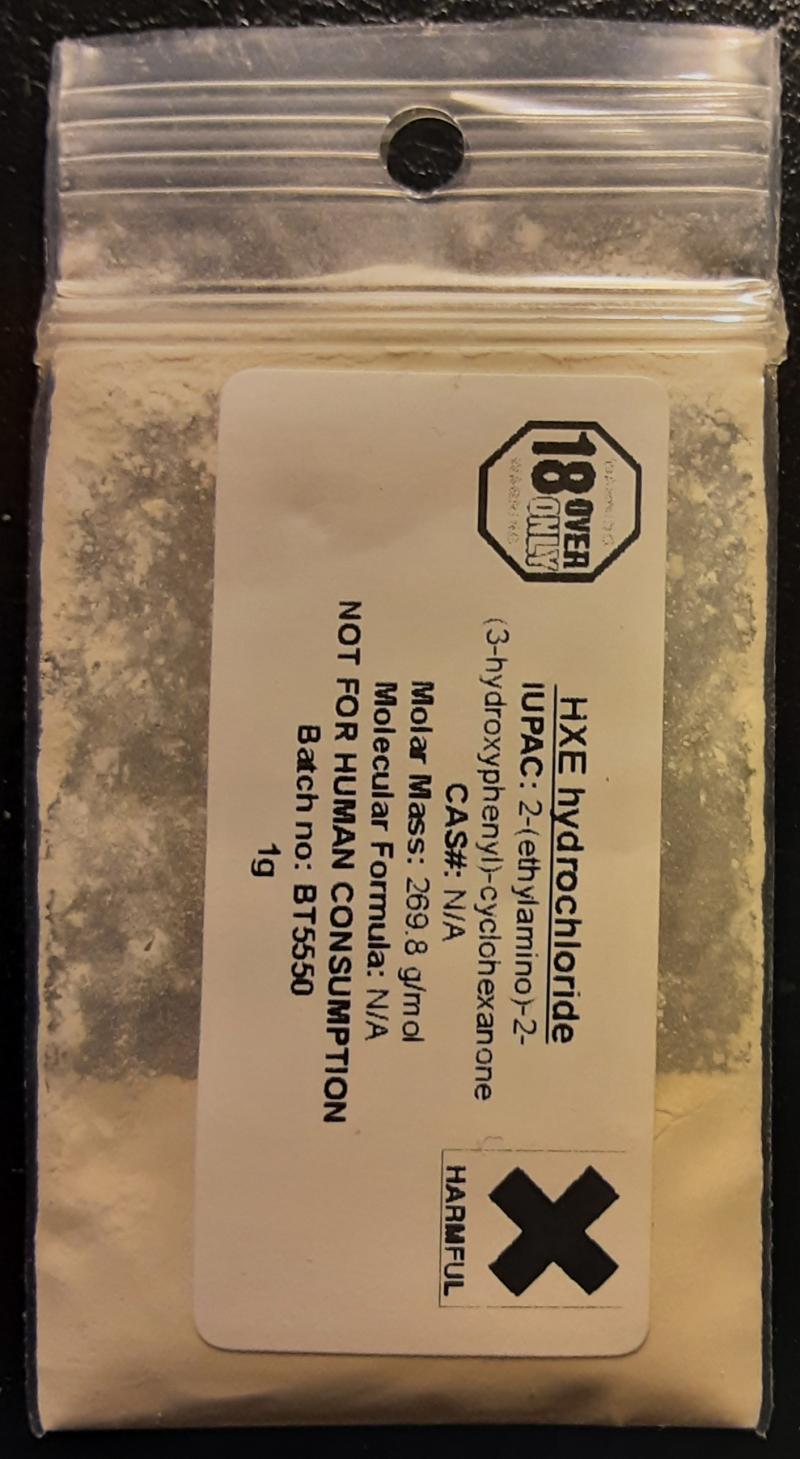 18 OVER
ONLY
HXE hydrochloride
IUPAC: 2-(ethylamino)-2-
(3-hydroxyphenyl)-cyclohexanone
CAS#: N/A
Molar Mass: 269.8 g/mol
Molecular Formula: N/A
NOT FOR HUMAN CONSUMPTION
Batch no: BT5550
1g
HARMFUL